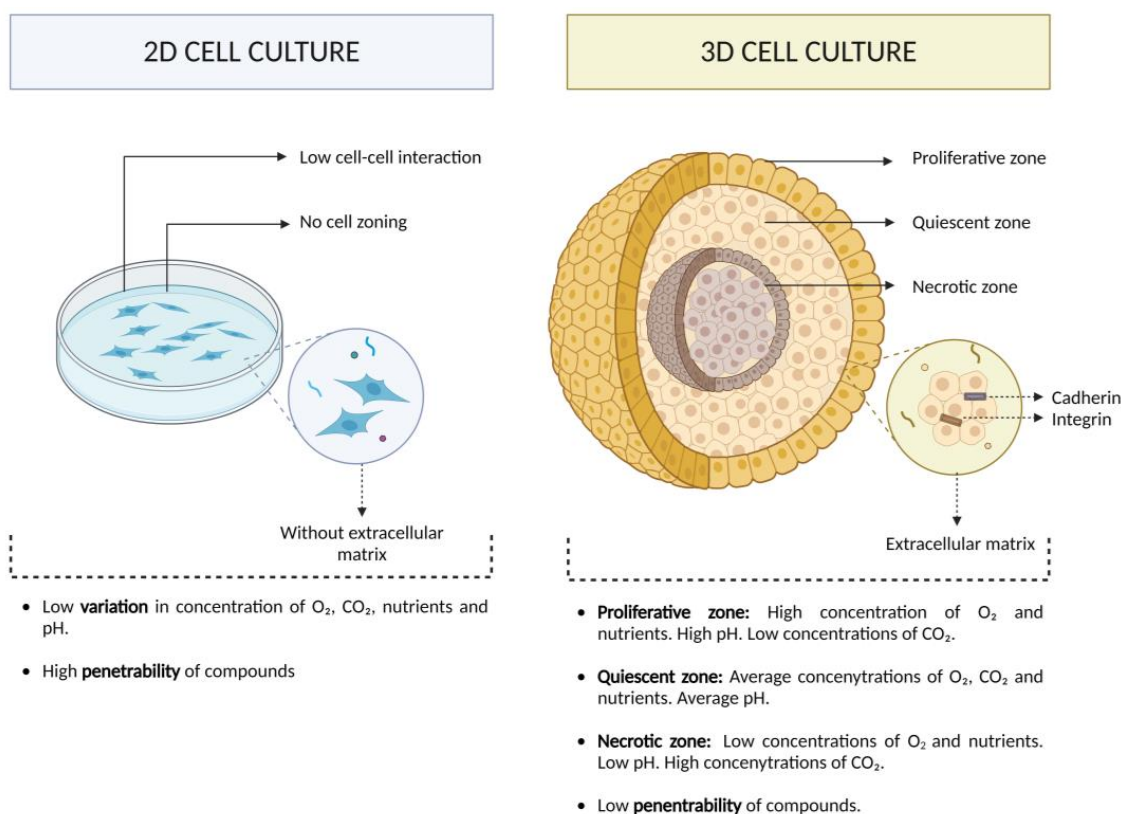 2D CELL CULTURE
Low cell-cell interaction
No cell zoning
Without extracellular
matrix
• Low variation in concentration of O₂, CO₂, nutrients and
pH.
• High penetrability of compounds
3D CELL CULTURE
Proliferative zone
Quiescent zone
Necrotic zone
Cadherin
Integrin
Extracellular matrix
• Proliferative zone: High concentration of O₂ and
nutrients. High pH. Low concentrations of CO₂.
• Quiescent zone: Average concenytrations of O₂, CO₂ and
nutrients. Average pH.
• Necrotic zone: Low concentrations of O₂ and nutrients.
Low pH. High concenytrations of CO₂.
• Low penentrability of compounds.